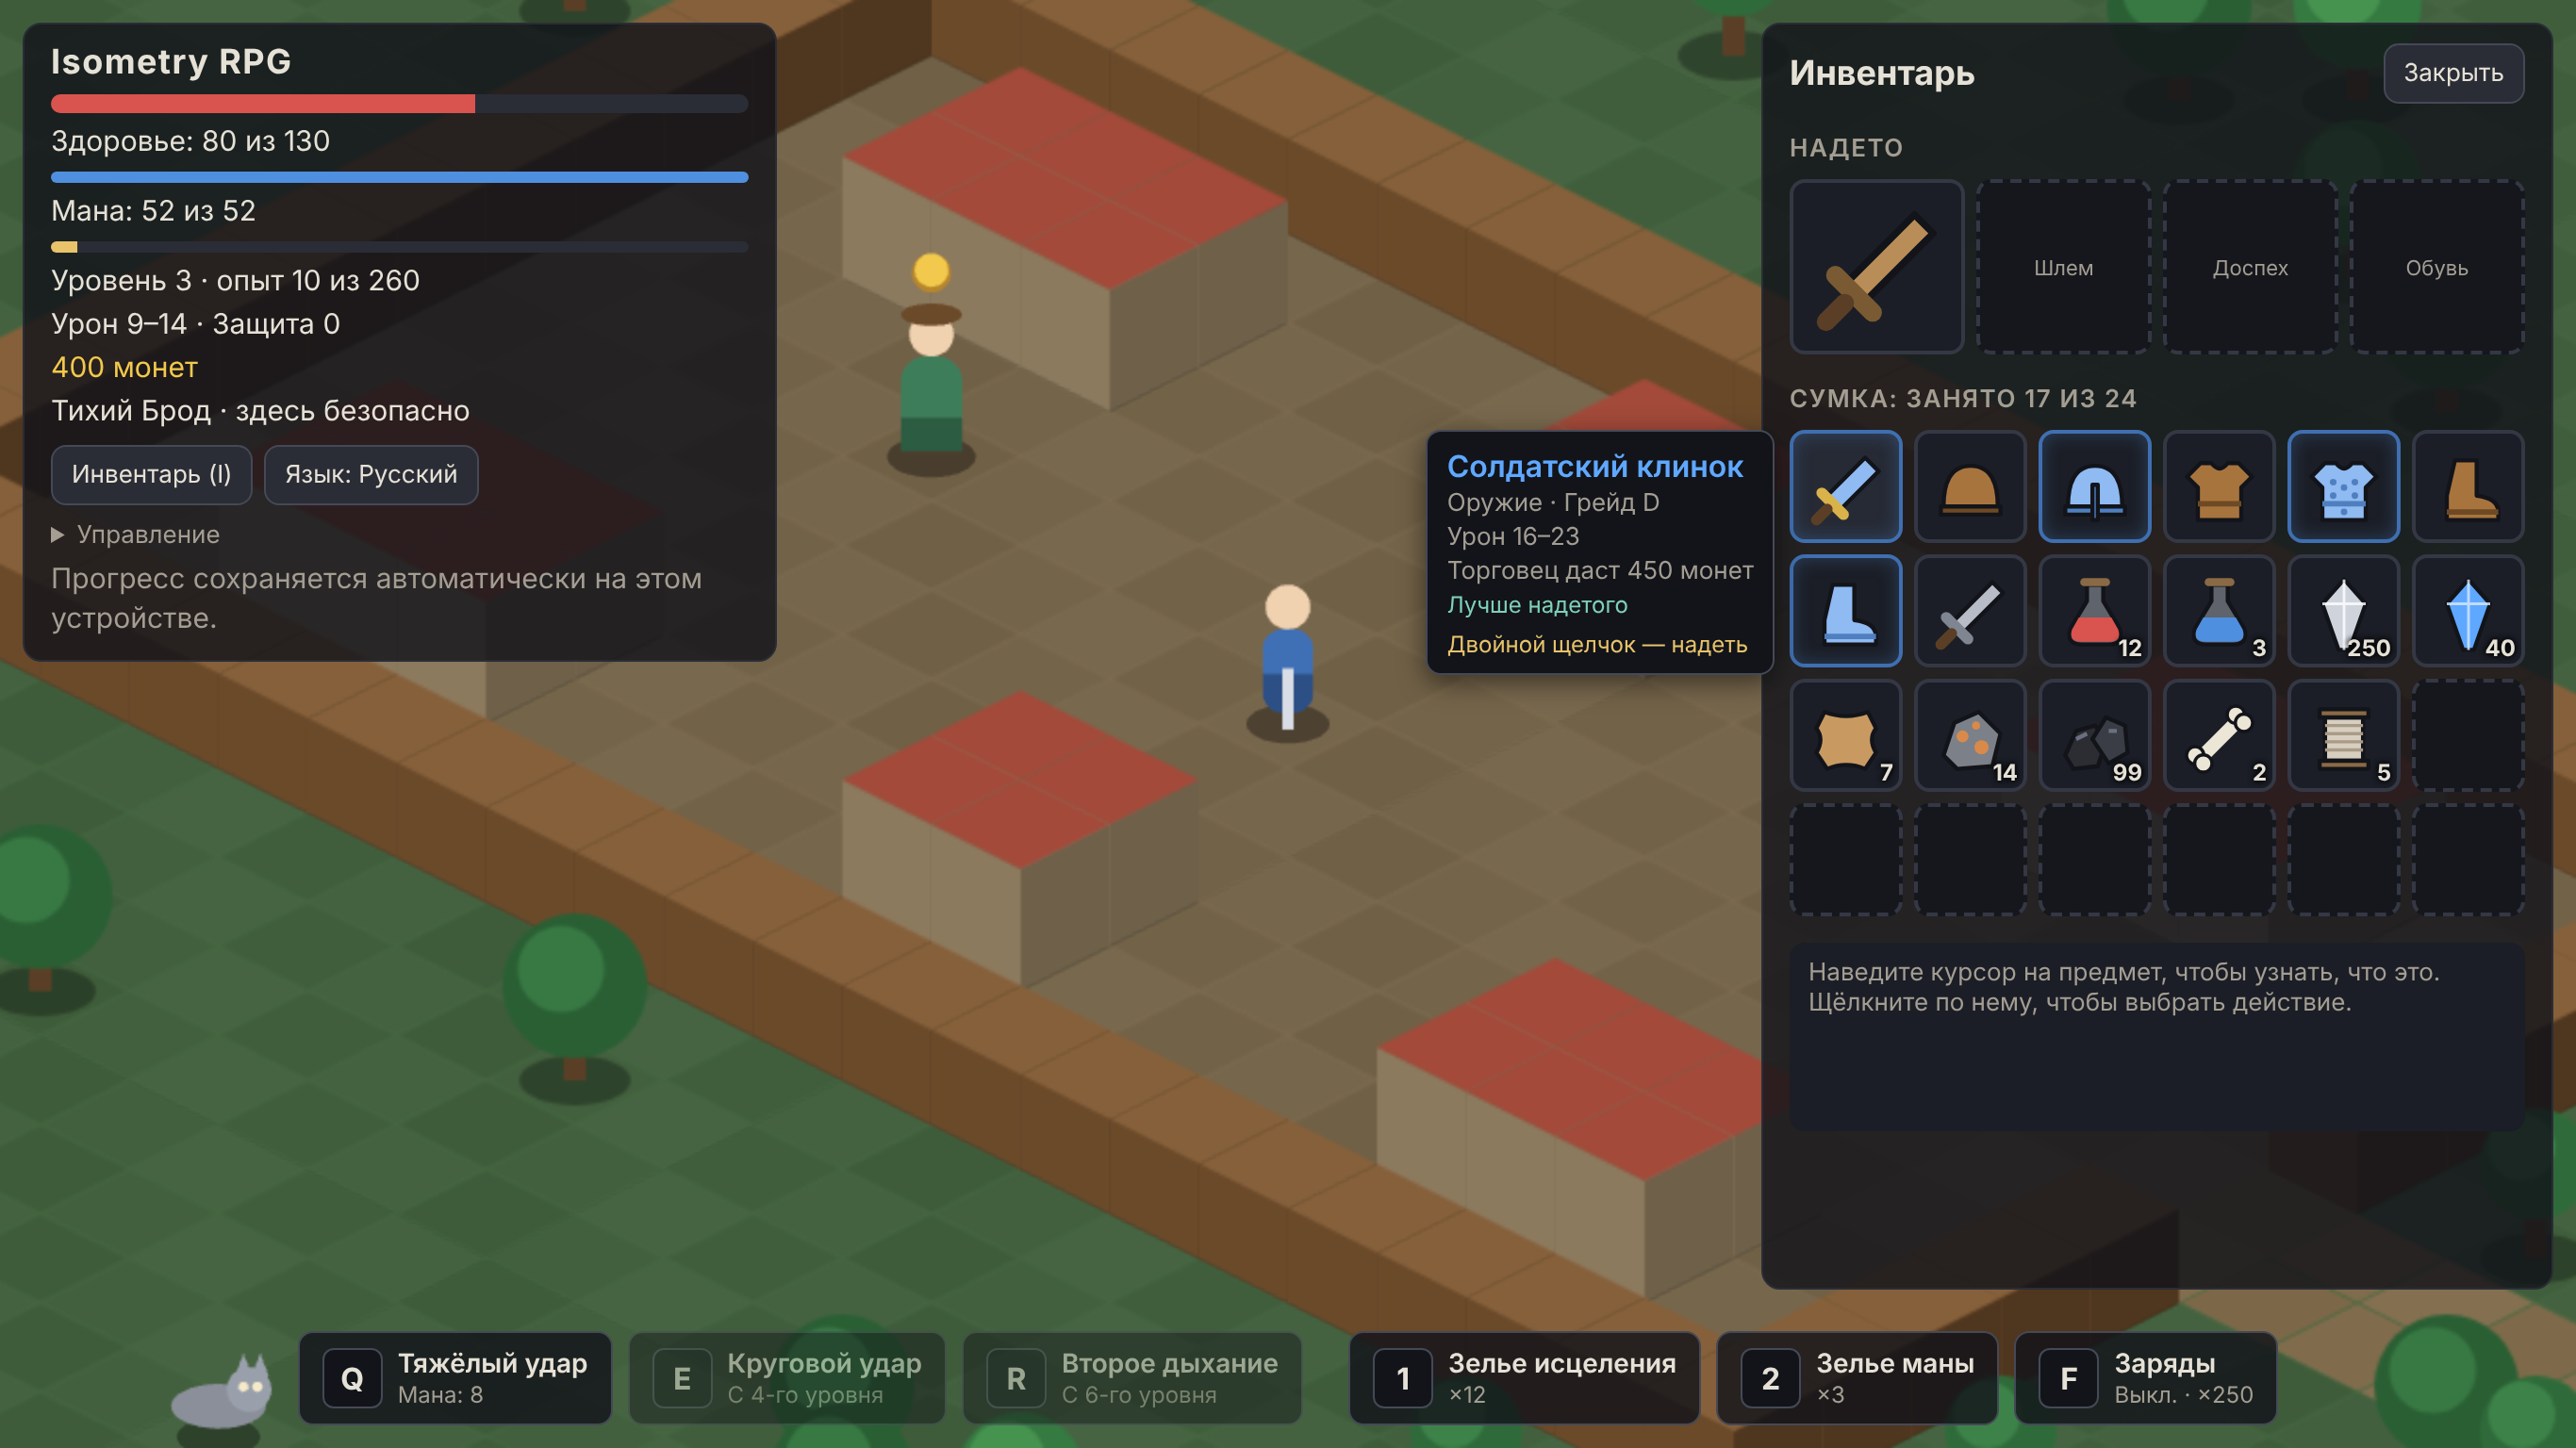 Isometry RPG
Здоровье: 80 из 130
Мана: 52 из 52
Уровень 3 · опыт 10 из 260
Урон 9–14 · Защита 0
400 монет
Тихий Брод · здесь безопасно
Инвентарь (I)
Язык: Русский
▶ Управление
Прогресс сохраняется автоматически на этом
устройстве.
Инвентарь
Закрыть
НАДЕТО
Шлем
Доспех
Обувь
СУМКА: ЗАНЯТО 17 ИЗ 24
Солдатский клинок
Оружие · Грейд D
Урон 16–23
Торговец даст 450 монет
Лучше надетого
Двойной щелчок — надеть
12
3
250
40
7
14
99
2
5
Наведите курсор на предмет, чтобы узнать, что это.
Щёлкните по нему, чтобы выбрать действие.
Q
Тяжёлый удар
Мана: 8
E
Круговой удар
С 4-го уровня
R
Второе дыхание
С 6-го уровня
1
Зелье исцеления
×12
2
Зелье маны
×3
F
Заряды
Выкл. · ×250